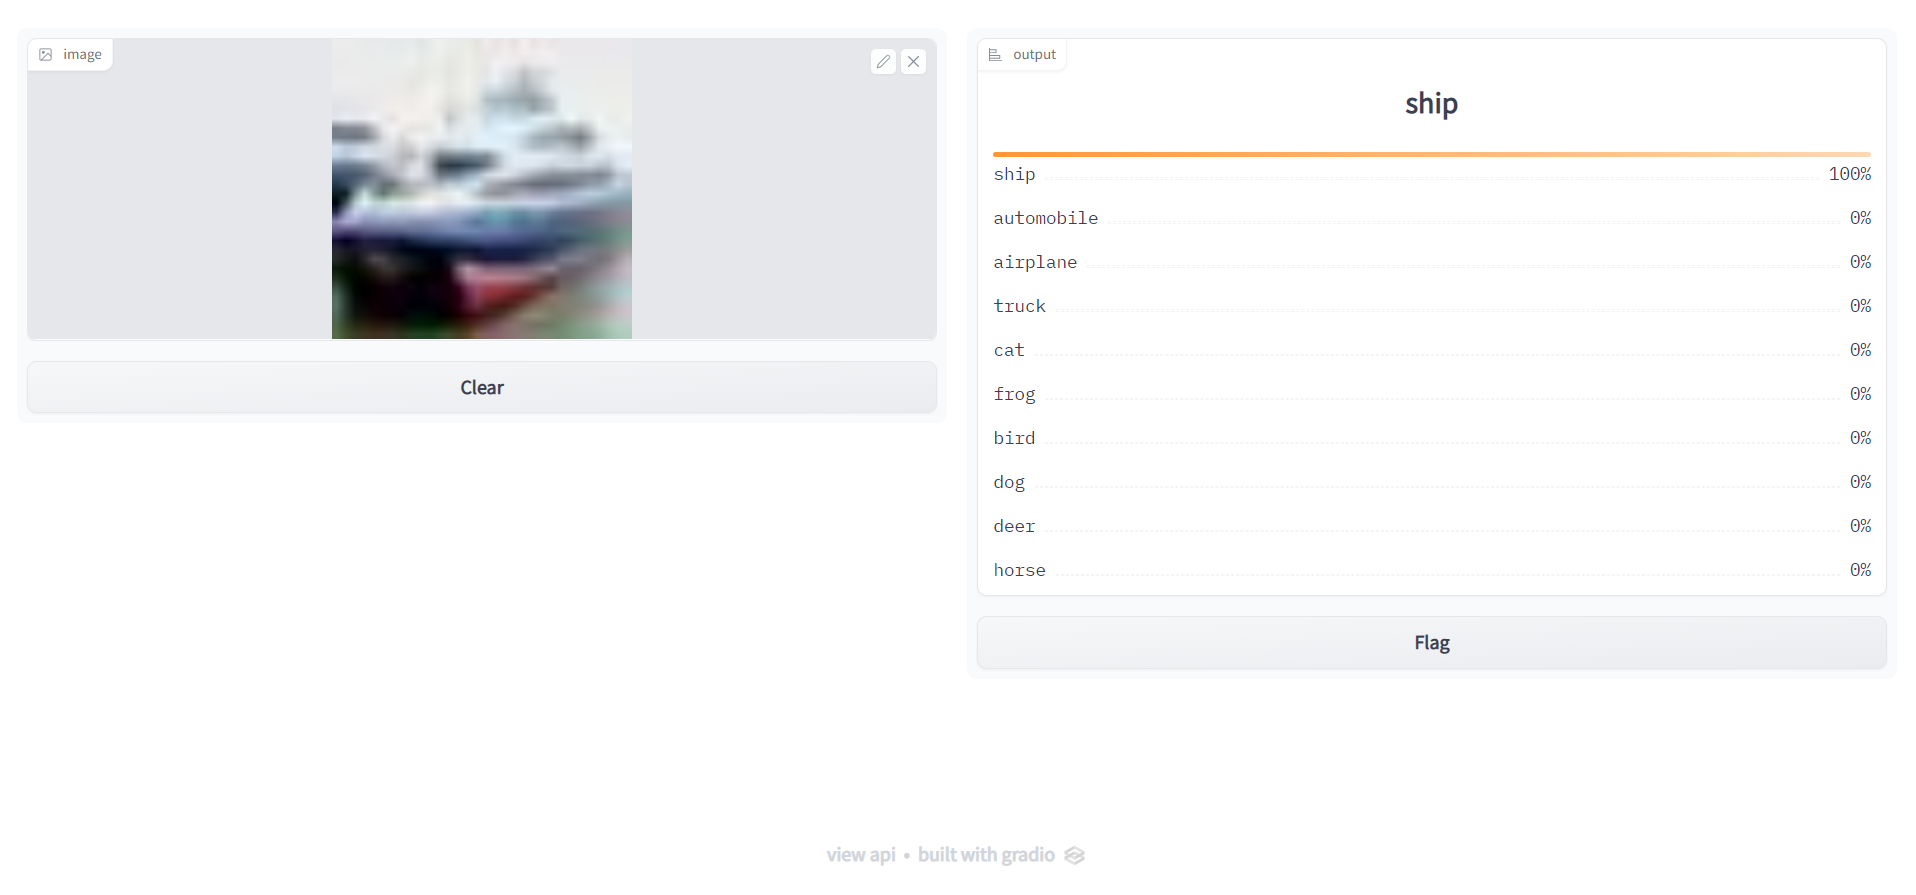 image
Clear
output
ship
ship 100%
automobile 0%
airplane 0%
truck 0%
cat 0%
frog 0%
bird 0%
dog 0%
deer 0%
horse 0%
Flag
view api • built with gradio